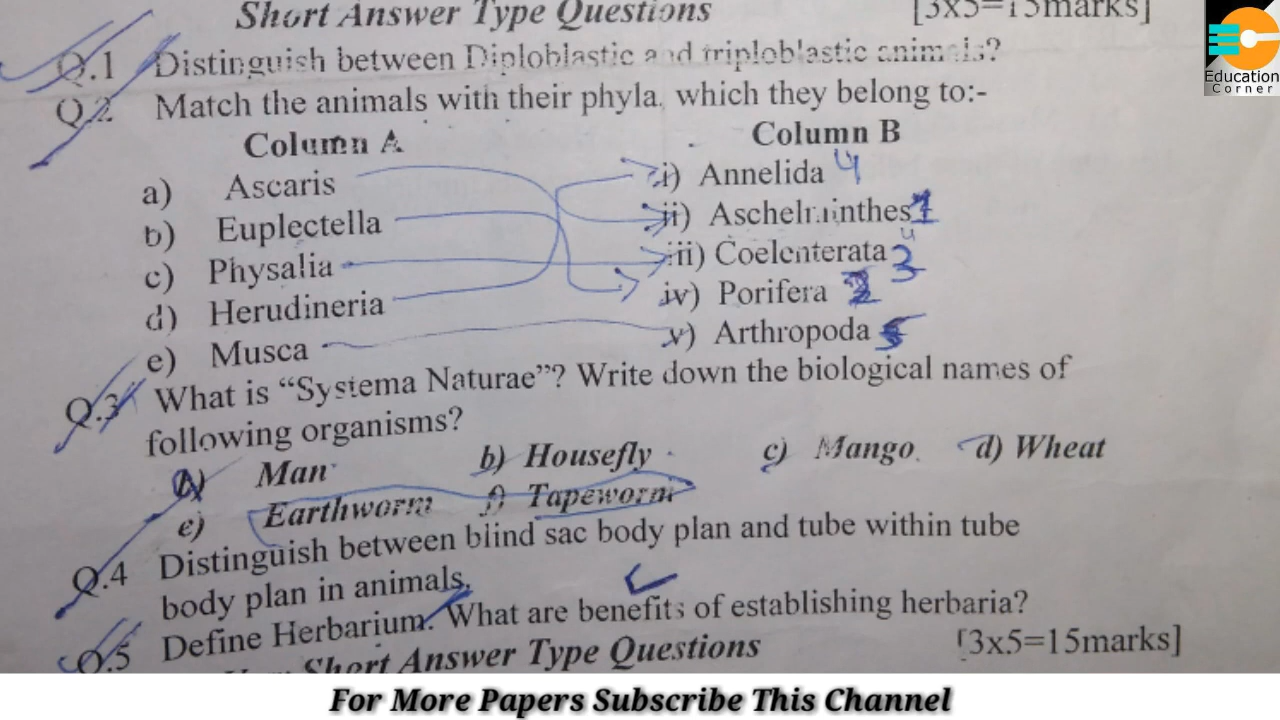 Short Answer Type Questions [3x5=15marks]
Education
Corner
Q.1 Distinguish between Diploblastic and triploblastic animals?
Q.2 Match the animals with their phyla, which they belong to:-
Column A Column B
a) Ascaris i) Annelida 4
b) Euplectella ii) Aschelminthes 1
c) Physalia iii) Coelenterata 3
d) Herudineria iv) Porifera 2
e) Musca v) Arthropoda 5
Q.3 What is “Systema Naturae”? Write down the biological names of
following organisms?
Man b) Housefly c) Mango d) Wheat
e) Earthworm f) Tapeworm
Q.4 Distinguish between blind sac body plan and tube within tube
body plan in animals.
Q.5 Define Herbarium. What are benefits of establishing herbaria?
Short Answer Type Questions [3x5=15marks]
For More Papers Subscribe This Channel